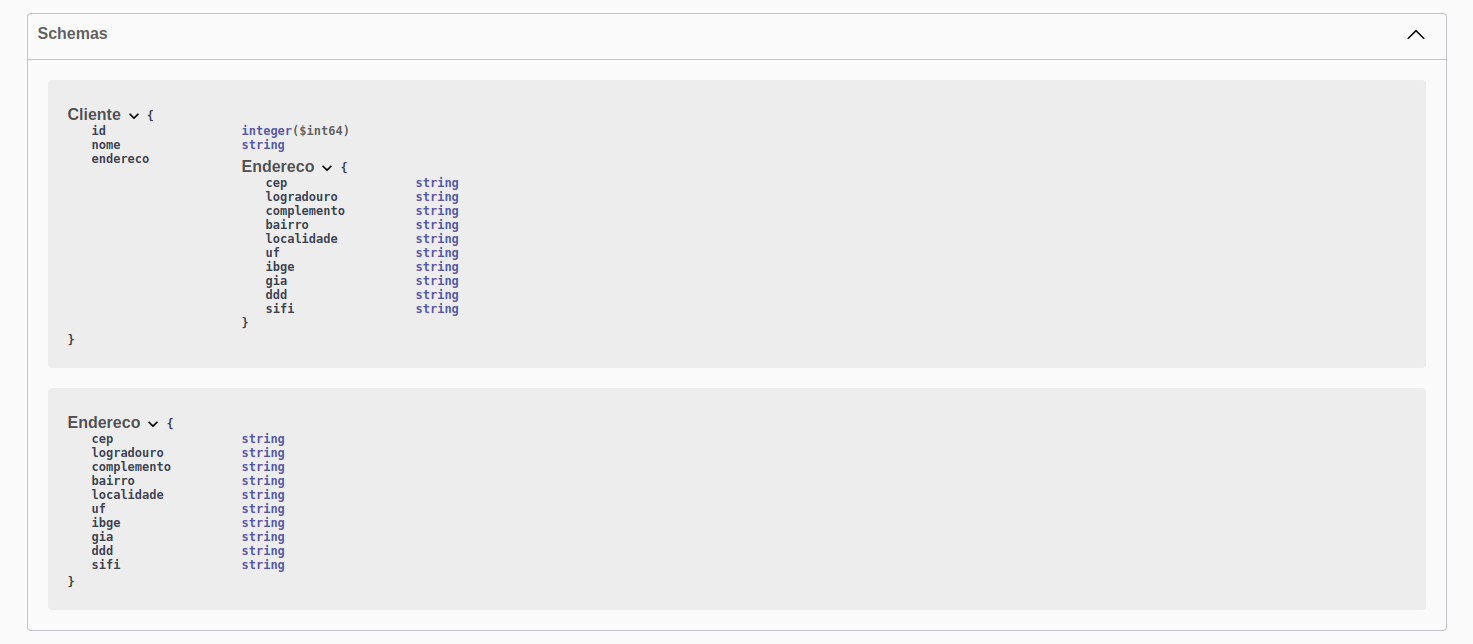 Schemas
Cliente {
id integer($int64)
nome string
endereco
Endereco {
cep string
logradouro string
complemento string
bairro string
localidade string
uf string
ibge string
gia string
ddd string
sifi string
}
}
Endereco {
cep string
logradouro string
complemento string
bairro string
localidade string
uf string
ibge string
gia string
ddd string
sifi string
}